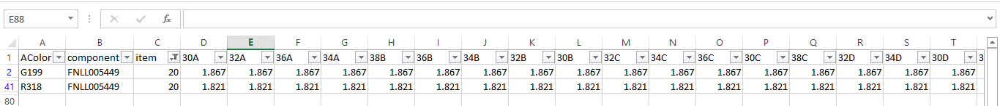 E88 fx
A B C D E F G H I J K L M N O P Q R S T
1 AColor component item 30A 32A 36A 34A 38B 36B 34B 32B 30B 32C 34C 36C 30C 38C 32D 34D 30D 3
2 G199 FNLL005449 20 1.867 1.867 1.867 1.867 1.867 1.867 1.867 1.867 1.867 1.867 1.867 1.867 1.867 1.867 1.867 1.867 1.867
41 R318 FNLL005449 20 1.821 1.821 1.821 1.821 1.821 1.821 1.821 1.821 1.821 1.821 1.821 1.821 1.821 1.821 1.821 1.821 1.821
80